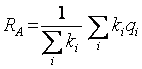 R_A = \frac{1}{\sum_i k_i} \sum_i k_i q_i